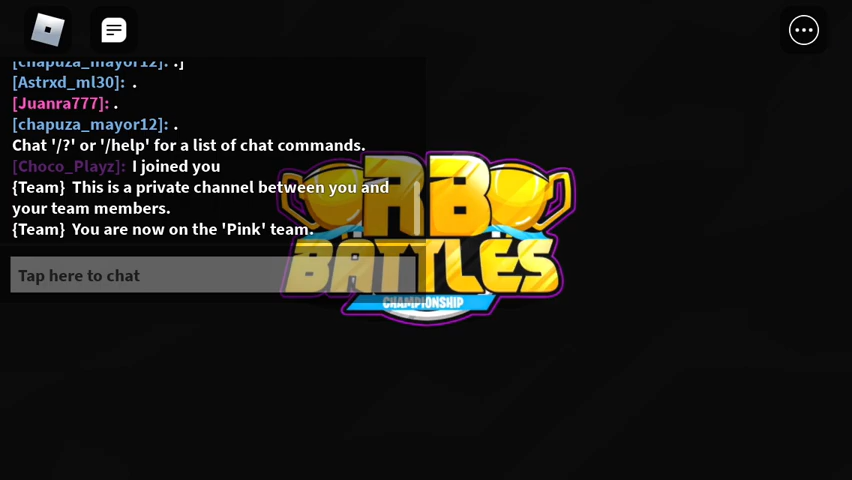 [chapuza_mayor12]: .]
[Astrxd_ml30]: .
[Juanra777]: .
[chapuza_mayor12]: .
Chat '/?' or '/help' for a list of chat commands.
[Choco_Playz]: I joined you
{Team} This is a private channel between you and
your team members.
{Team} You are now on the 'Pink' team.
Tap here to chat
RB
BATTLES
CHAMPIONSHIP